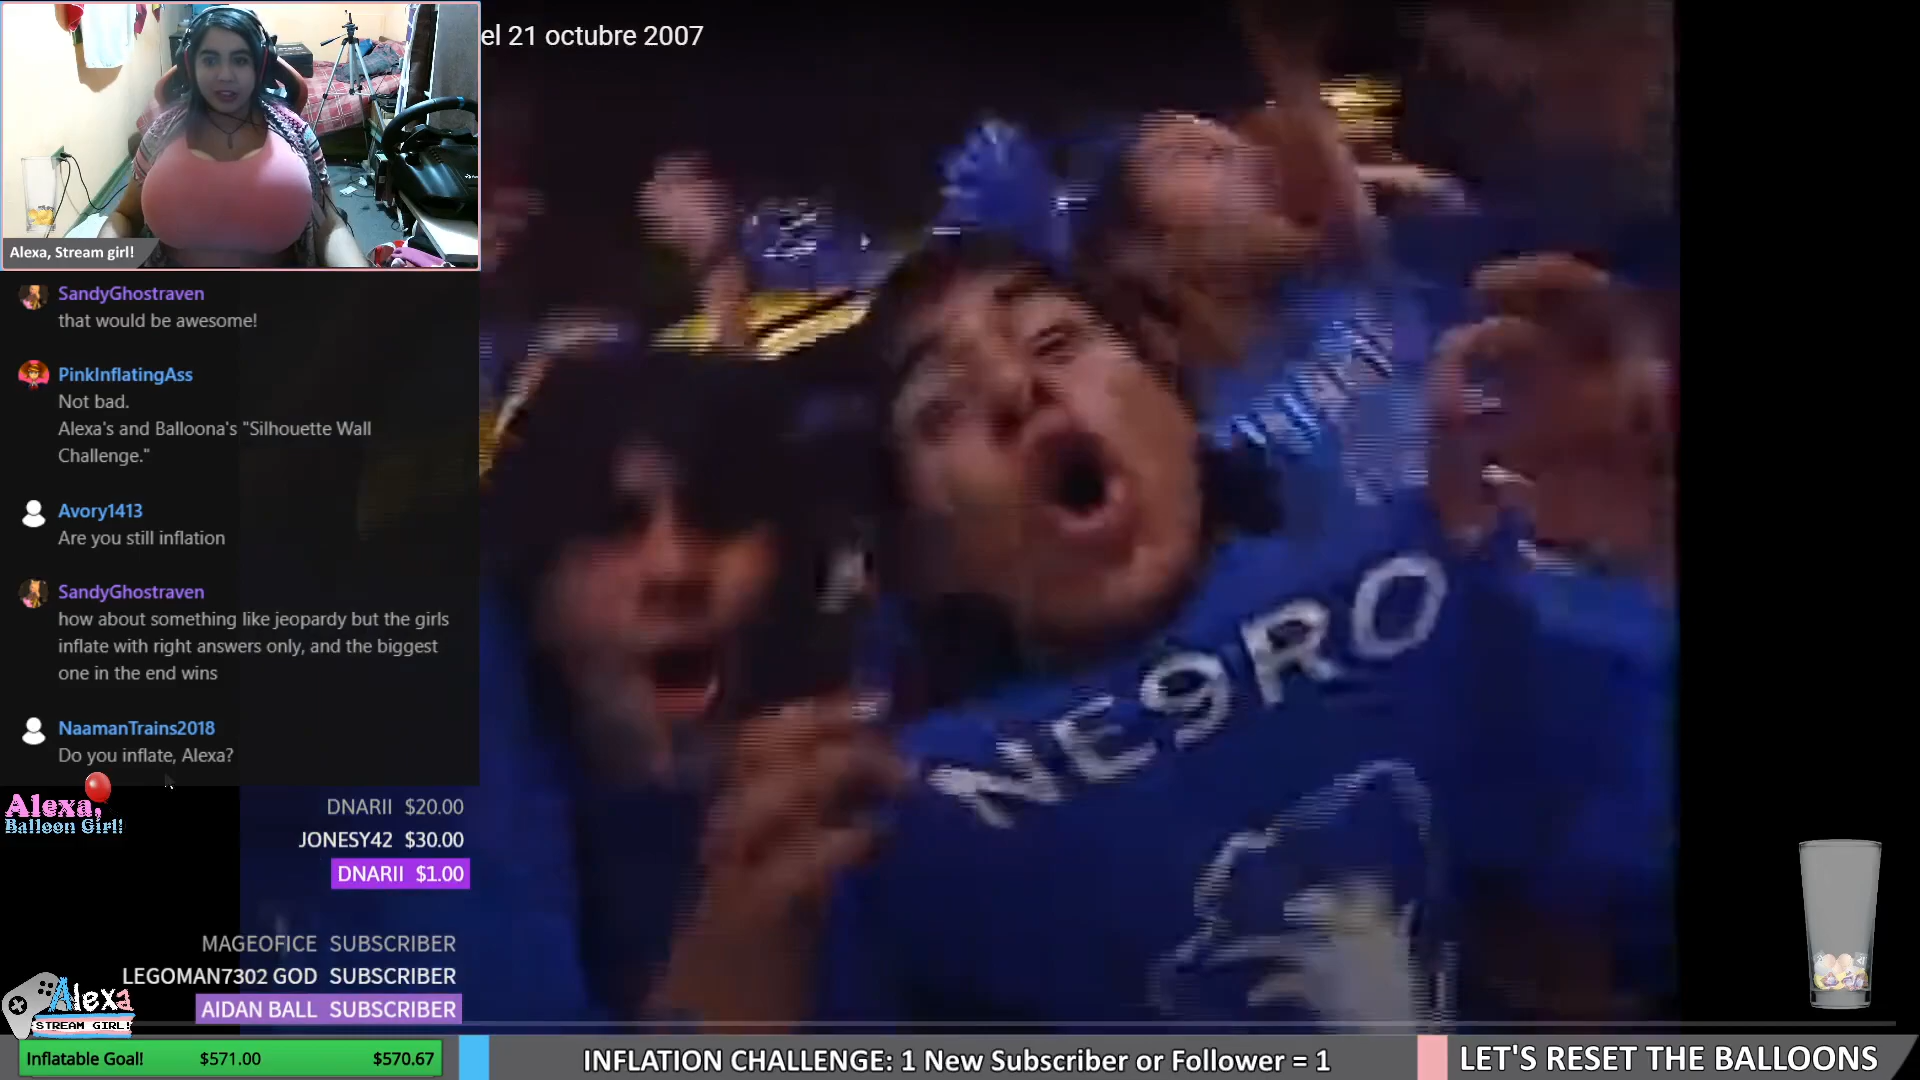 el 21 octubre 2007
Alexa, Stream girl!
SandyGhostraven
that would be awesome!
PinkInflatingAss
Not bad.
Alexa's and Balloona's "Silhouette Wall
Challenge."
Avory1413
Are you still inflation
SandyGhostraven
how about something like jeopardy but the girls
inflate with right answers only, and the biggest
one in the end wins
NaamanTrains2018
Do you inflate, Alexa?
NE9RO
Alexa,
Balloon Girl!
DNARII $20.00
JONESY42 $30.00
DNARII $1.00
MAGEOFICE SUBSCRIBER
LEGOMAN7302 GOD SUBSCRIBER
AIDAN BALL SUBSCRIBER
Alexa
STREAM GIRL!
Inflatable Goal! $571.00 $570.67
INFLATION CHALLENGE: 1 New Subscriber or Follower = 1
LET'S RESET THE BALLOONS